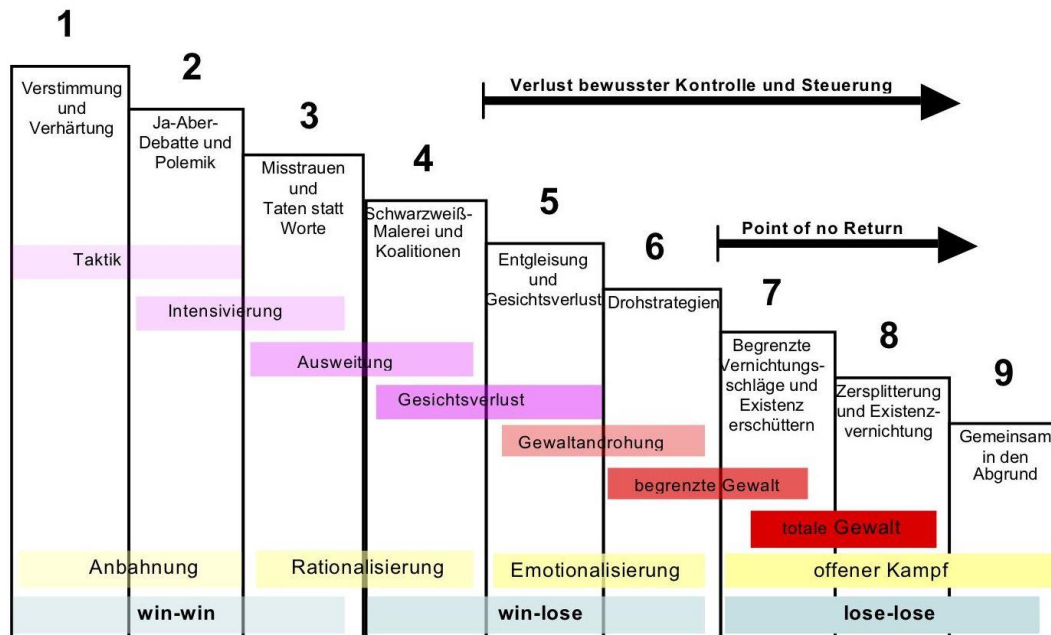 1
Verstimmung
und
Verhärtung
2
Ja-Aber-
Debatte und
Polemik
3
Misstrauen
und
Taten statt
Worte
4
Schwarzweiß-
Malerei und
Koalitionen
5
Entgleisung
und
Gesichtsverlust
6
Drohstrategien
7
Begrenzte
Vernichtungs-
schläge und
Existenz
erschüttern
8
Zersplitterung
und Existenz-
vernichtung
9
Gemeinsam
in den
Abgrund
Verlust bewusster Kontrolle und Steuerung
Point of no Return
Taktik
Intensivierung
Ausweitung
Gesichtsverlust
Gewaltandrohung
begrenzte Gewalt
totale Gewalt
Anbahnung
Rationalisierung
Emotionalisierung
offener Kampf
win-win
win-lose
lose-lose